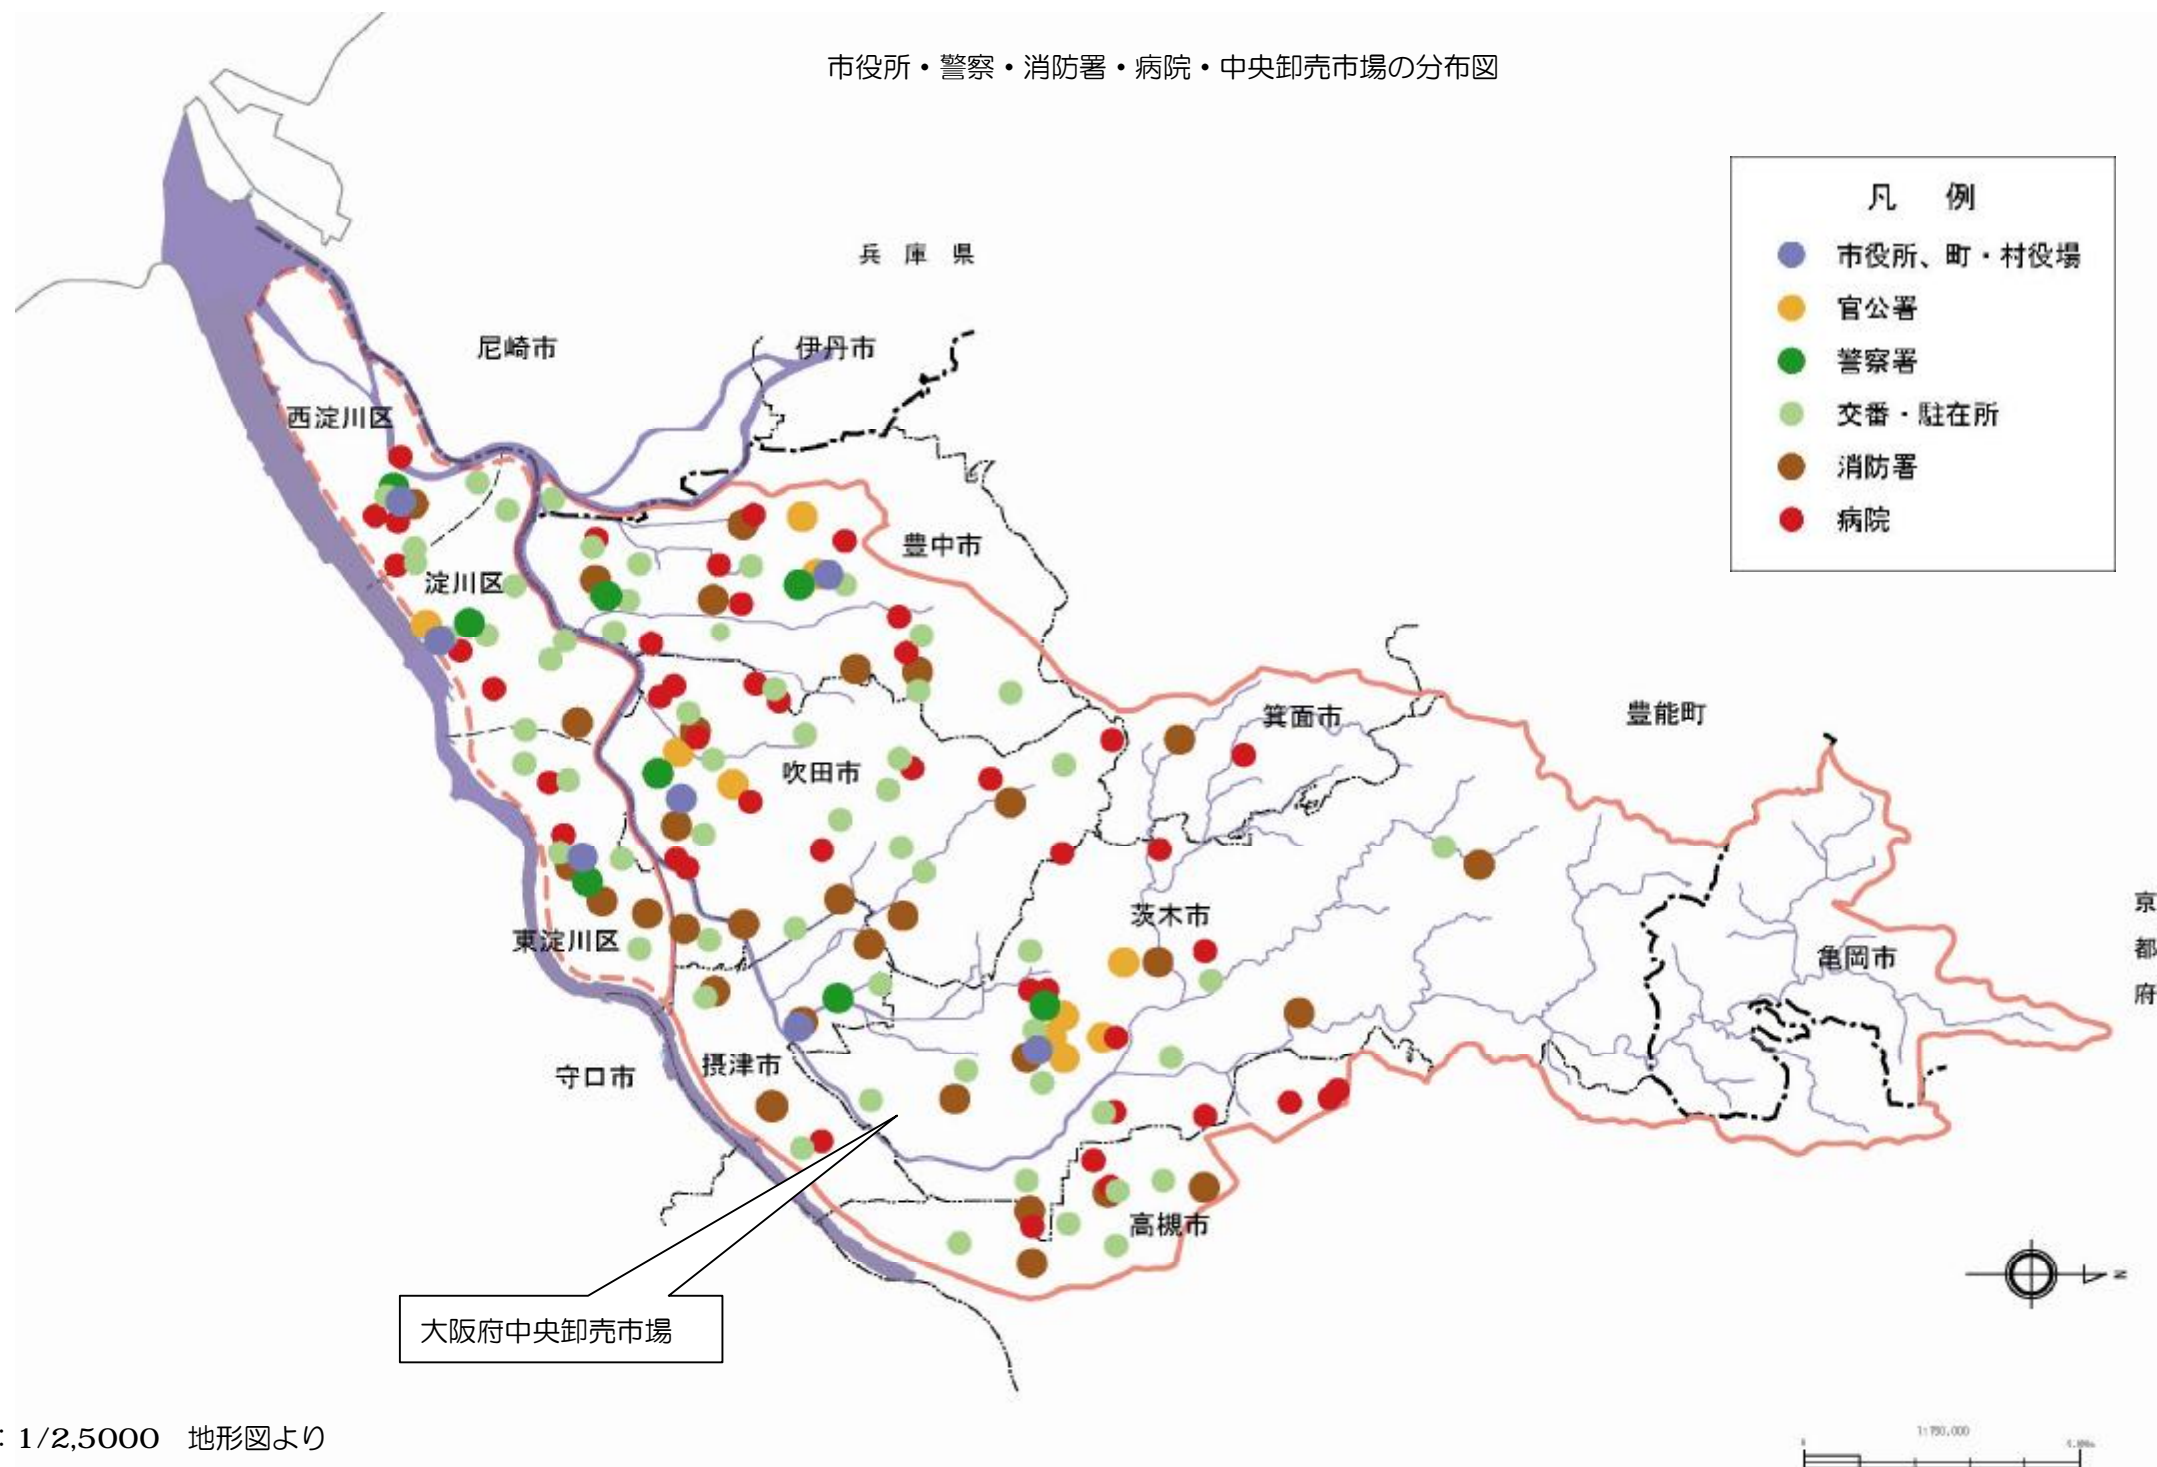 市役所・警察・消防署・病院・中央卸売市場の分布図
凡 例
市役所、町・村役場
官公署
警察署
交番・駐在所
消防署
病院
兵 庫 県
尼崎市
伊丹市
西淀川区
豊中市
淀川区
箕面市
豊能町
吹田市
京
都
府
茨木市
東淀川区
亀岡市
摂津市
守口市
高槻市
N
大阪府中央卸売市場
: 1/2,5000 地形図より